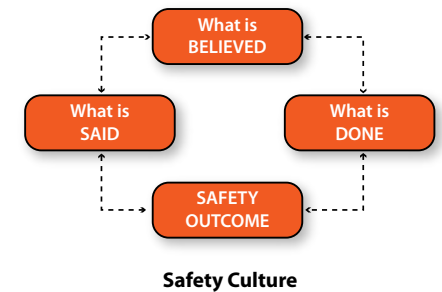 What is
BELIEVED
What is
SAID
What is
DONE
SAFETY
OUTCOME
Safety Culture